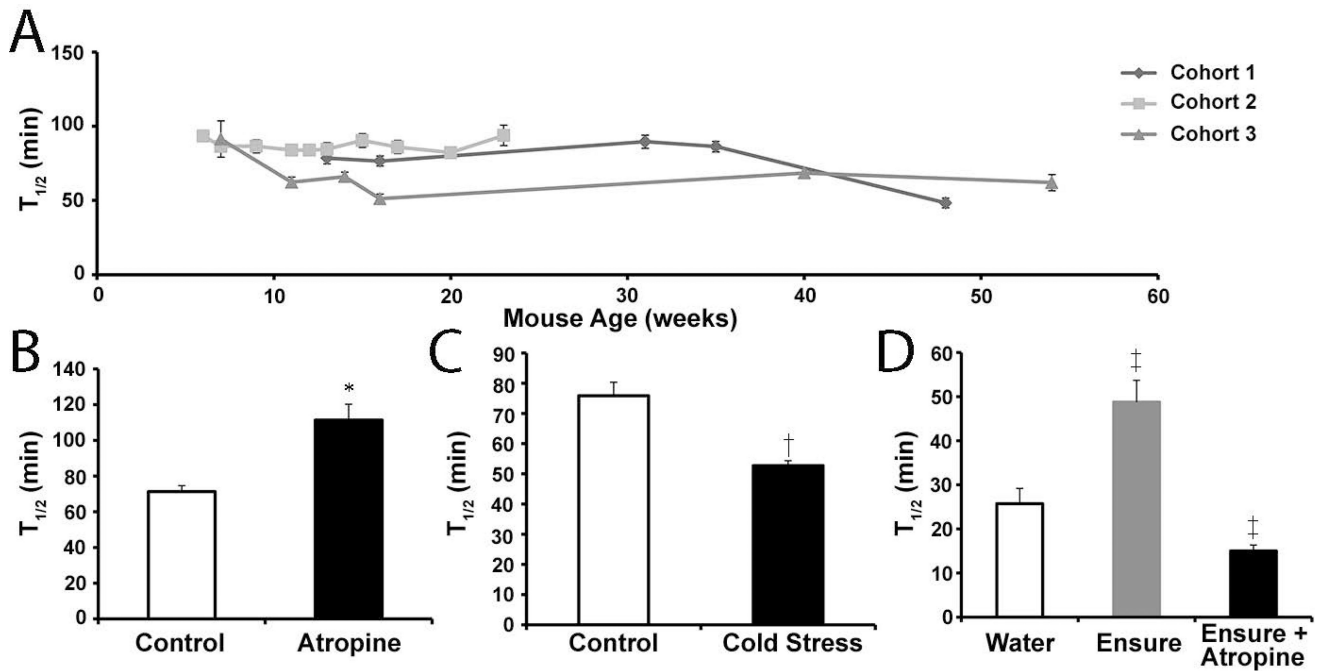 A
150
100
50
0
T1/2 (min)
0 10 20 30 40 50 60
Mouse Age (weeks)
Cohort 1
Cohort 2
Cohort 3
B
140
120
100
80
60
40
20
0
T1/2 (min)
*
Control Atropine
C
90
80
70
60
50
40
30
20
10
0
T1/2 (min)
†
Control Cold Stress
D
60
50
40
30
20
10
0
T1/2 (min)
‡
‡
Water Ensure Ensure +
Atropine